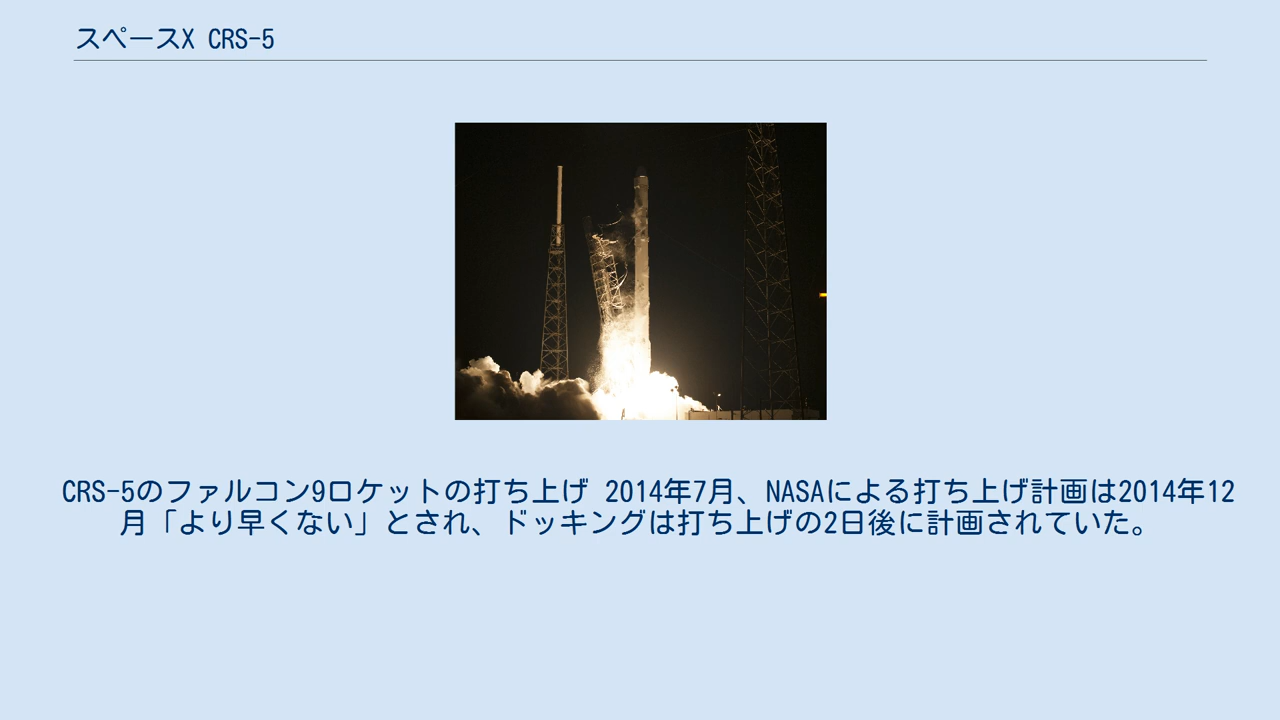 スペースX CRS-5
CRS-5のファルコン9ロケットの打ち上げ 2014年7月、NASAによる打ち上げ計画は2014年12
月「より早くない」とされ、ドッキングは打ち上げの2日後に計画されていた。